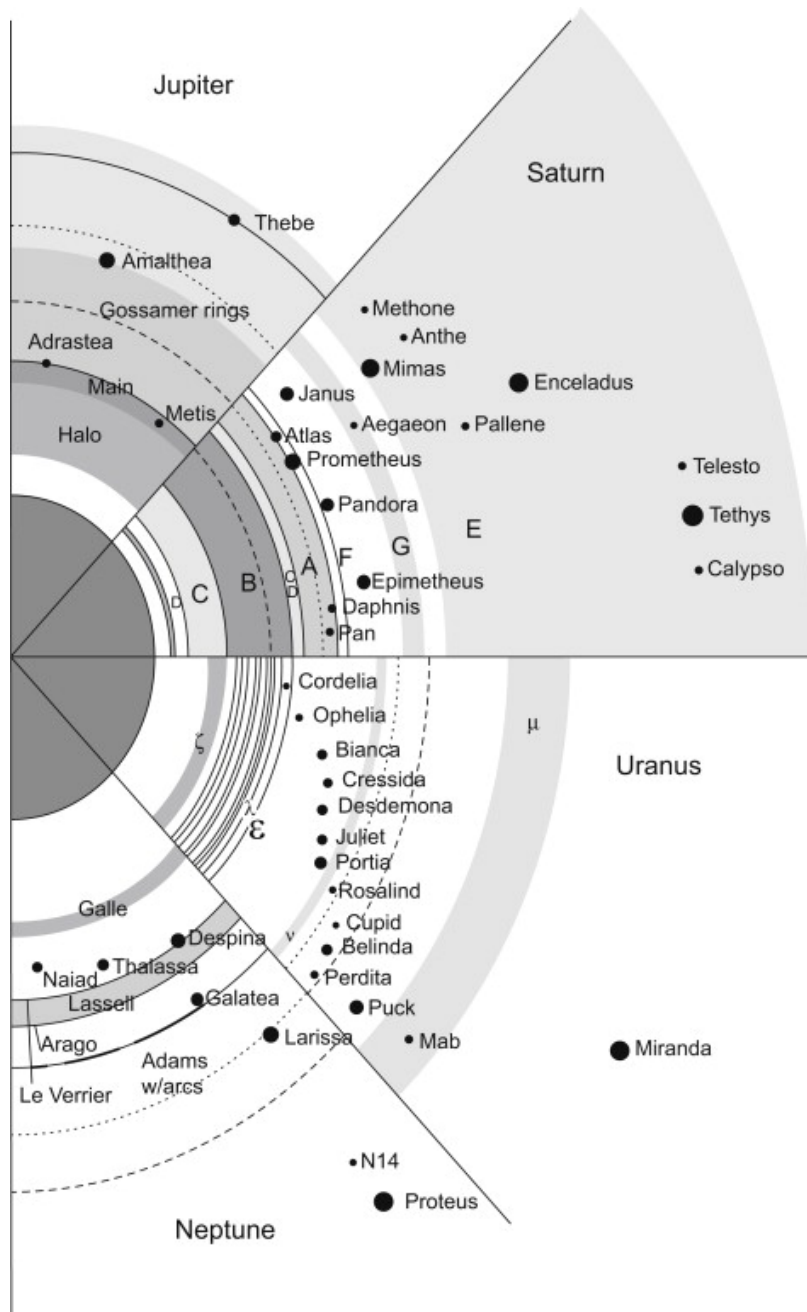 Jupiter
Thebe
Amalthea
Gossamer rings
Adrastea
Main
Metis
Halo
Saturn
Methone
Anthe
Mimas
Enceladus
Janus
Aegaeon
Pallene
Atlas
Prometheus
Telesto
Pandora
Tethys
E
G
F
A
Epimetheus
Calypso
C
D
B
C
D
Daphnis
Pan
Cordelia
Ophelia
μ
ζ
Bianca
Uranus
Cressida
Desdemona
λ
ε
Juliet
Portia
Rosalind
Cupid
ν
Belinda
Perdita
Puck
Mab
Miranda
Galle
Despina
Thalassa
Naiad
Lassell
Galatea
Arago
Larissa
Adams
w/arcs
Le Verrier
N14
Proteus
Neptune